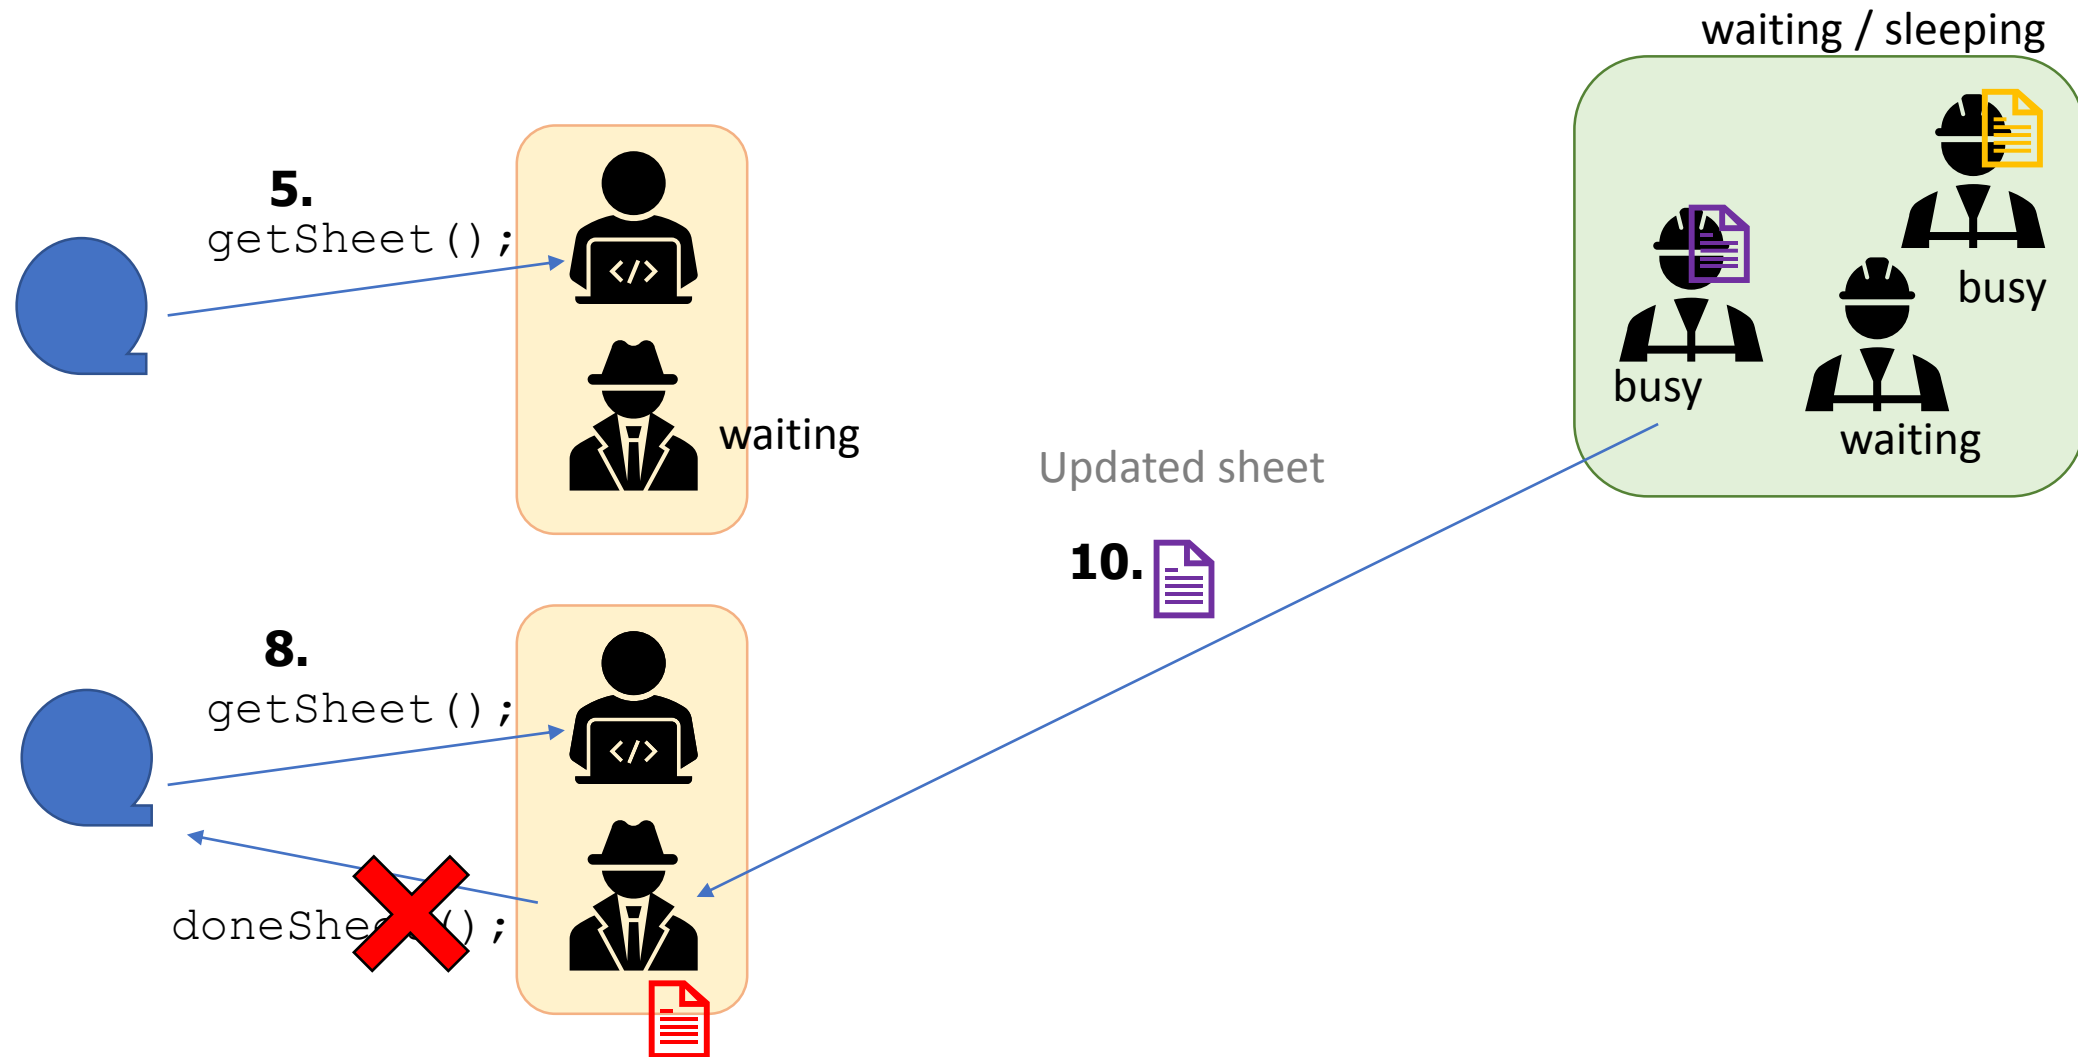 waiting / sleeping
5.
getSheet();
</>
busy
busy
waiting
waiting
Updated sheet
10.
8.
getSheet();
</>